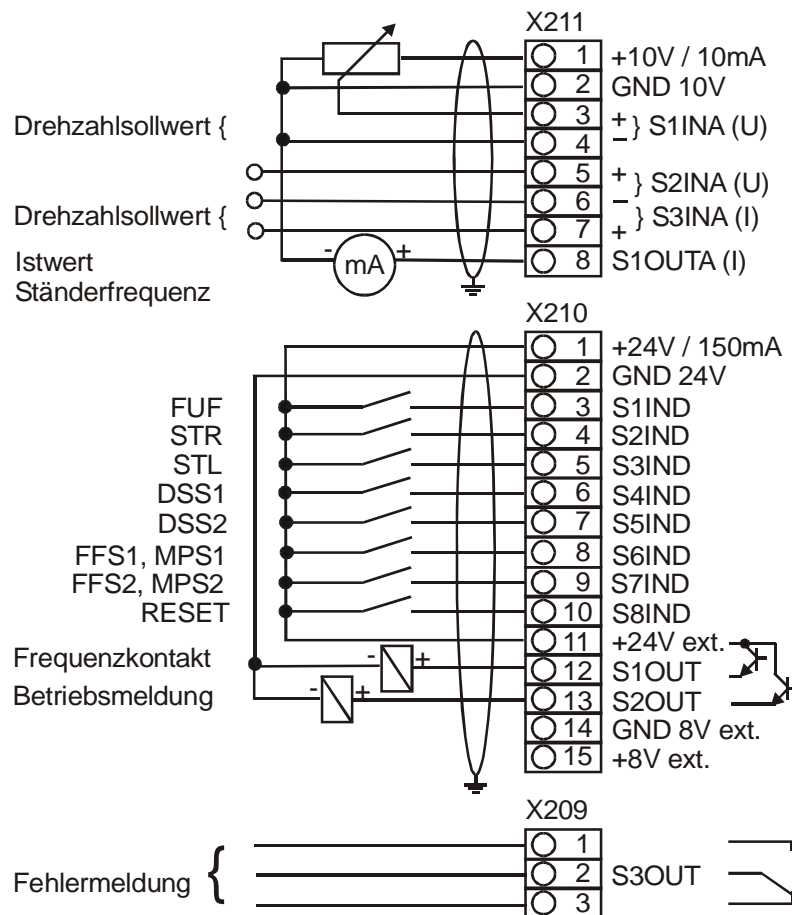 X211
1 +10V / 10mA
2 GND 10V
Drehzahlsollwert { 3 + } S1INA (U)
4 –
5 + } S2INA (U)
Drehzahlsollwert { 6 – } S3INA (I)
7 +
Istwert - mA + 8 S1OUTA (I)
Ständerfrequenz
X210
1 +24V / 150mA
2 GND 24V
FUF 3 S1IND
STR 4 S2IND
STL 5 S3IND
DSS1 6 S4IND
DSS2 7 S5IND
FFS1, MPS1 8 S6IND
FFS2, MPS2 9 S7IND
RESET 10 S8IND
11 +24V ext.
Frequenzkontakt - + 12 S1OUT
Betriebsmeldung - + 13 S2OUT
14 GND 8V ext.
15 +8V ext.
X209
1
Fehlermeldung { 2 S3OUT
3